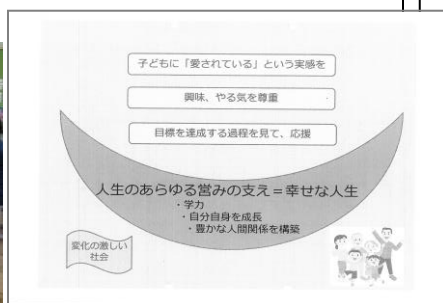 子どもに「愛されている」という実感を
興味、やる気を尊重
目標を達成する過程を見て、応援
人生のあらゆる営みの支え＝幸せな人生
・学力
・自分自身を成長
・豊かな人間関係を構築
変化の激しい
社会